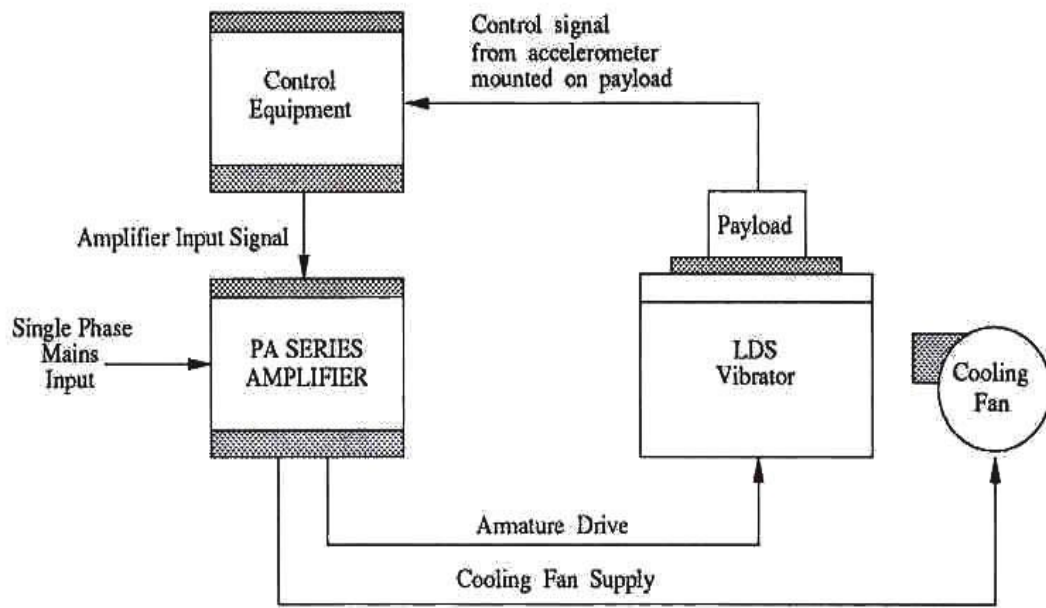 Control signal
from accelerometer
mounted on payload
Control
Equipment
Payload
Amplifier Input Signal
Single Phase
Mains
Input
PA SERIES
AMPLIFIER
LDS
Vibrator
Cooling
Fan
Armature Drive
Cooling Fan Supply